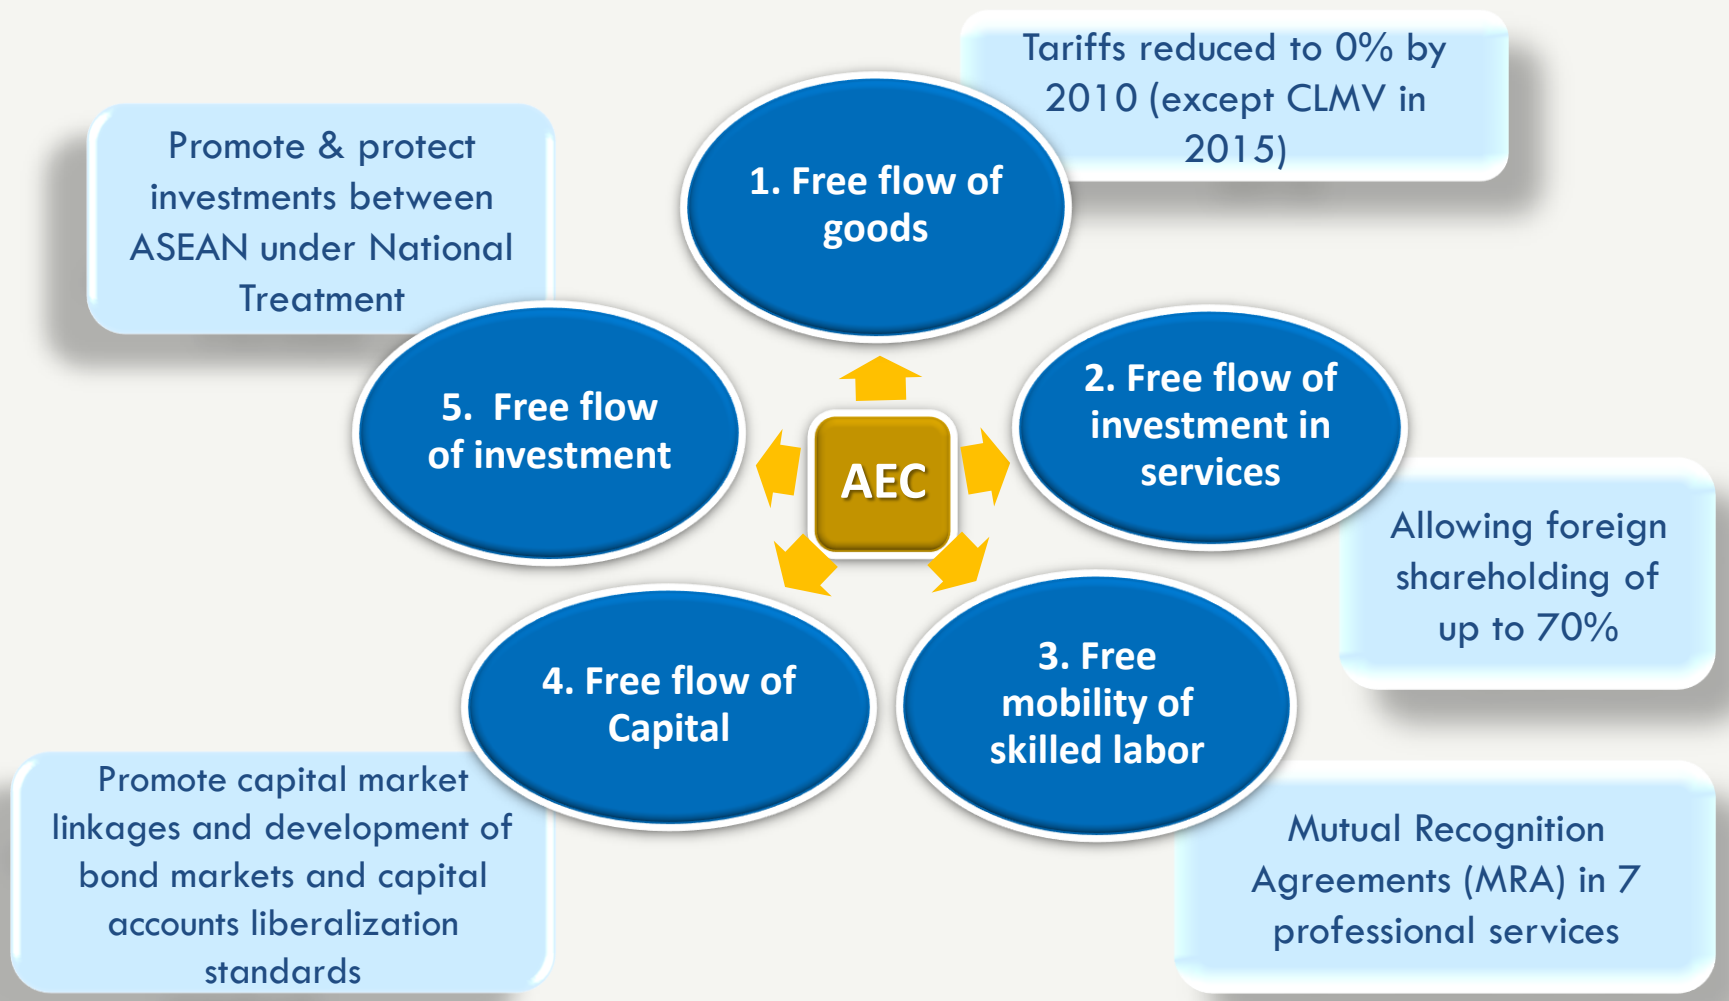 Tariffs reduced to 0% by
2010 (except CLMV in
2015)
1. Free flow of
goods
Promote & protect
investments between
ASEAN under National
Treatment
5. Free flow
of investment
AEC
2. Free flow of
investment in
services
Allowing foreign
shareholding of
up to 70%
4. Free flow of
Capital
3. Free
mobility of
skilled labor
Promote capital market
linkages and development of
bond markets and capital
accounts liberalization
standards
Mutual Recognition
Agreements (MRA) in 7
professional services